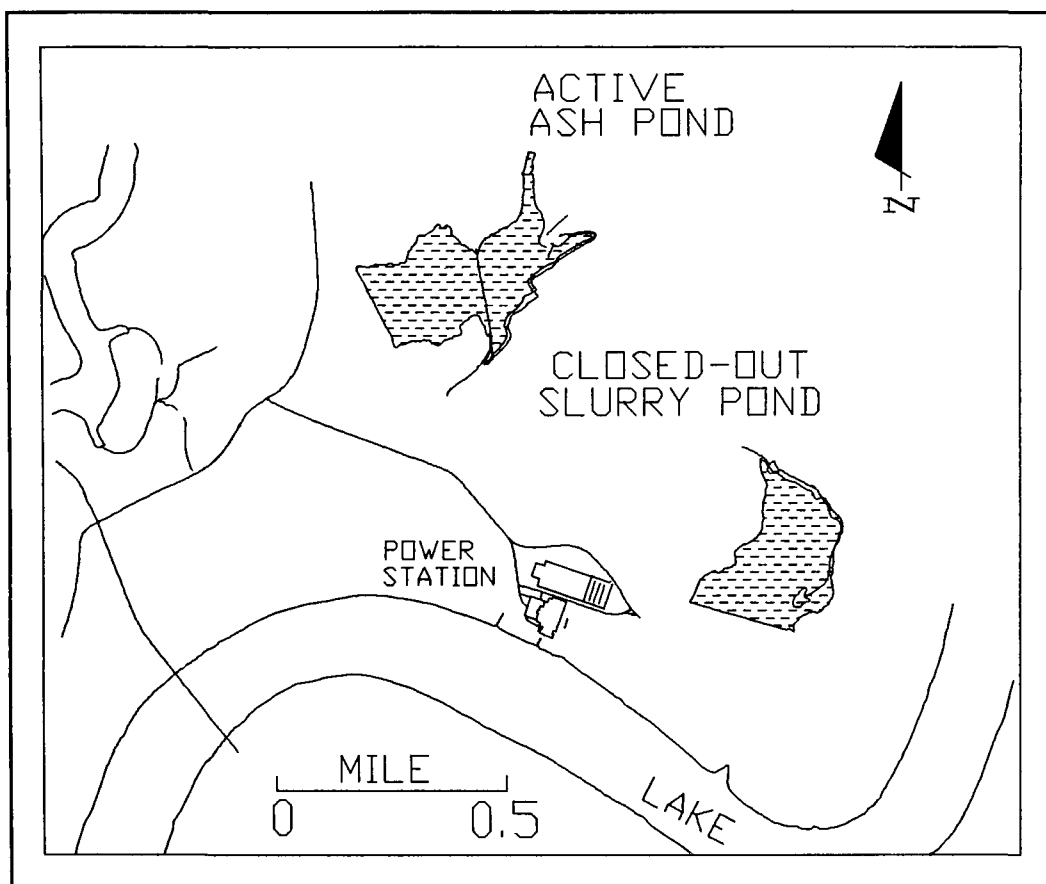 ACTIVE
ASH POND
N
CLOSED-OUT
SLURRY POND
POWER
STATION
MILE
0 0.5
LAKE